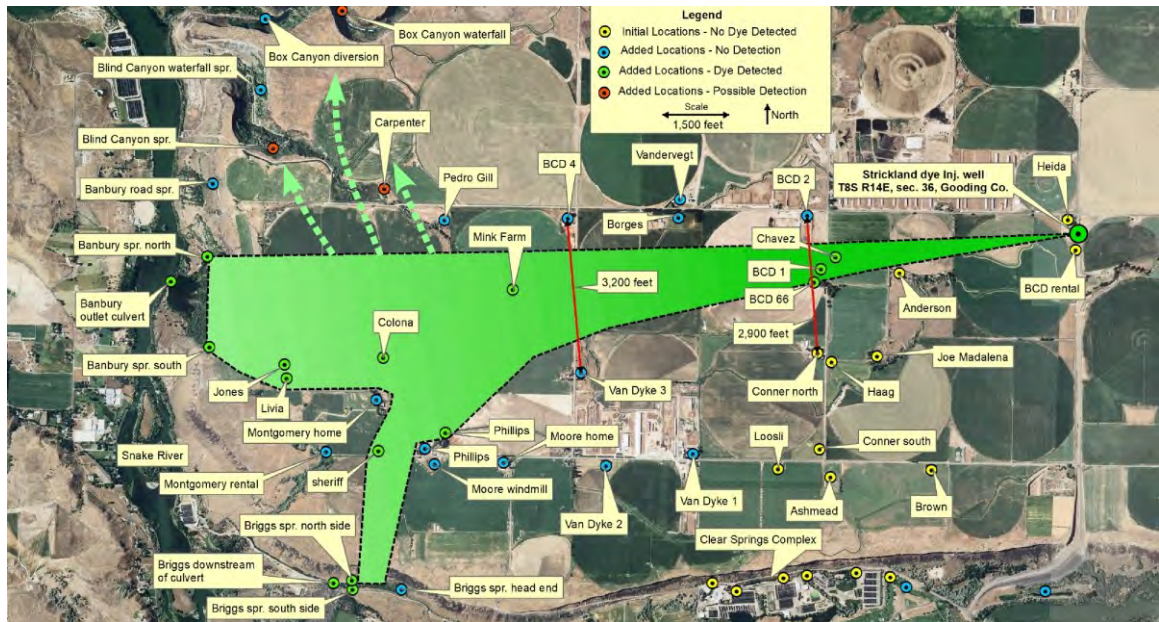 Legend
Initial Locations - No Dye Detected
Added Locations - No Detection
Added Locations - Dye Detected
Added Locations - Possible Detection
Scale
1,500 feet
North
Box Canyon waterfall
Box Canyon diversion
Blind Canyon waterfall spr.
Carpenter
Blind Canyon spr.
Banbury road spr.
Pedro Gill
BCD 4
Vandervegt
BCD 2
Heida
Strickland dye Inj. well
T8S R14E, sec. 36, Gooding Co.
Borges
Banbury spr. north
Mink Farm
Chavez
BCD 1
BCD 66
3,200 feet
Anderson
BCD rental
Banbury
outlet culvert
Colona
2,900 feet
Banbury spr. south
Jones
Livia
Van Dyke 3
Conner north
Haag
Joe Madalena
Montgomery home
Phillips
Moore home
Loosli
Conner south
Snake River
Phillips
Montgomery rental
sheriff
Moore windmill
Van Dyke 2
Van Dyke 1
Ashmead
Brown
Briggs spr. north side
Clear Springs Complex
Briggs downstream
of culvert
Briggs spr. head end
Briggs spr. south side